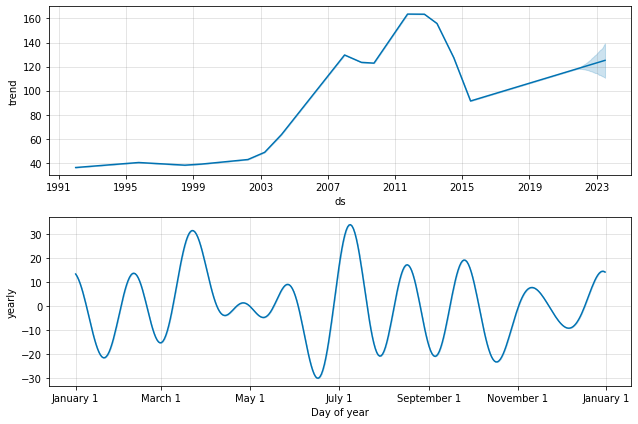 160
140
120
100
80
60
40
trend
1991 1995 1999 2003 2007 2011 2015 2019 2023
ds
30
20
10
0
−10
−20
−30
yearly
January 1 March 1 May 1 July 1 September 1 November 1 January 1
Day of year